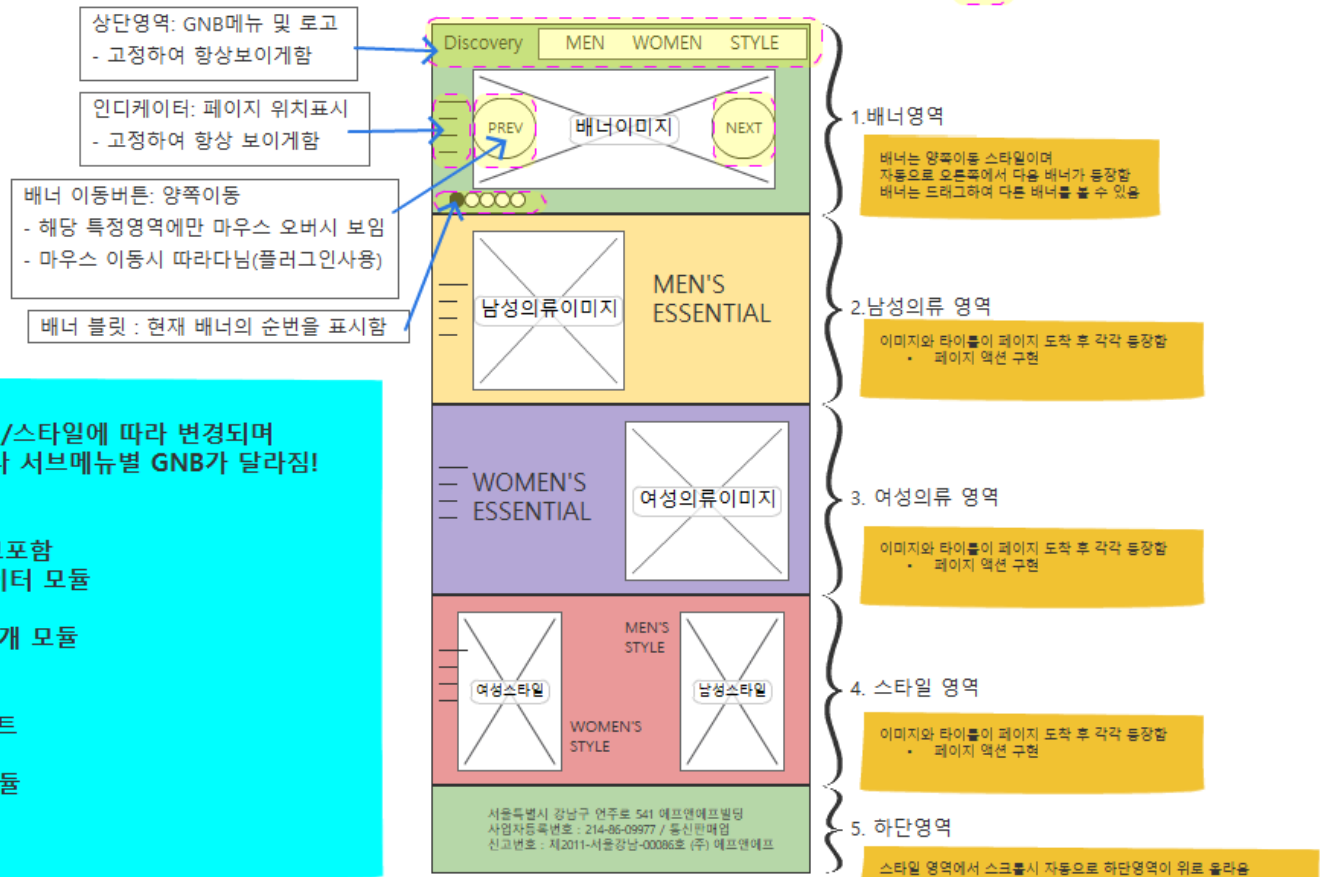 상단영역: GNB메뉴 및 로고
- 고정하여 항상보이게함
인디케이터: 페이지 위치표시
- 고정하여 항상 보이게함
배너 이동버튼: 양쪽이동
- 해당 특정영역에만 마우스 오버시 보임
- 마우스 이동시 따라다님(플러그인사용)
배너 블릿 : 현재 배너의 순번을 표시함
/스타일에 따라 변경되며
서브메뉴별 GNB가 달라짐!
포함
터 모듈
개 모듈
트
듈
Discovery MEN WOMEN STYLE
PREV 배너이미지 NEXT
남성의류이미지
MEN'S
ESSENTIAL
WOMEN'S
ESSENTIAL
여성의류이미지
여성스타일
WOMEN'S
STYLE
MEN'S
STYLE
남성스타일
서울특별시 강남구 언주로 541 에프앤에프빌딩
사업자등록번호 : 214-86-09977 / 통신판매업
신고번호 : 제2011-서울강남-00086호 (주) 에프앤에프
1.배너영역
배너는 양쪽이동 스타일이며
자동으로 오른쪽에서 다음 배너가 등장함
배너는 드래그하여 다른 배너를 볼 수 있음
2.남성의류 영역
이미지와 타이틀이 페이지 도착 후 각각 등장함
• 페이지 액션 구현
3. 여성의류 영역
이미지와 타이틀이 페이지 도착 후 각각 등장함
• 페이지 액션 구현
4. 스타일 영역
이미지와 타이틀이 페이지 도착 후 각각 등장함
• 페이지 액션 구현
5. 하단영역
스타일 영역에서 스크롤시 자동으로 하단영역이 위로 올라옴